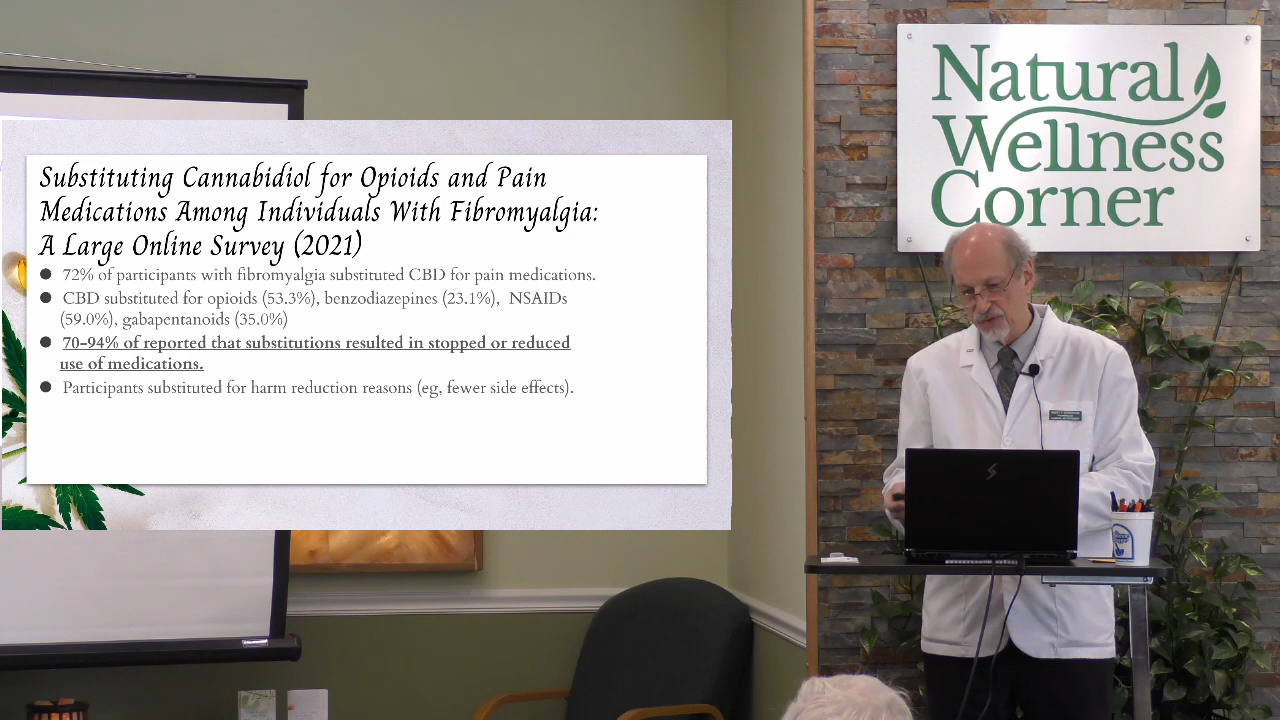 Substituting Cannabidiol for Opioids and Pain
Medications Among Individuals With Fibromyalgia:
A Large Online Survey (2021)
● 72% of participants with fibromyalgia substituted CBD for pain medications.
● CBD substituted for opioids (53.3%), benzodiazepines (23.1%), NSAIDs
(59.0%), gabapentanoids (35.0%)
● 70-94% of reported that substitutions resulted in stopped or reduced
use of medications.
● Participants substituted for harm reduction reasons (eg, fewer side effects).
Natural
Wellness
Corner